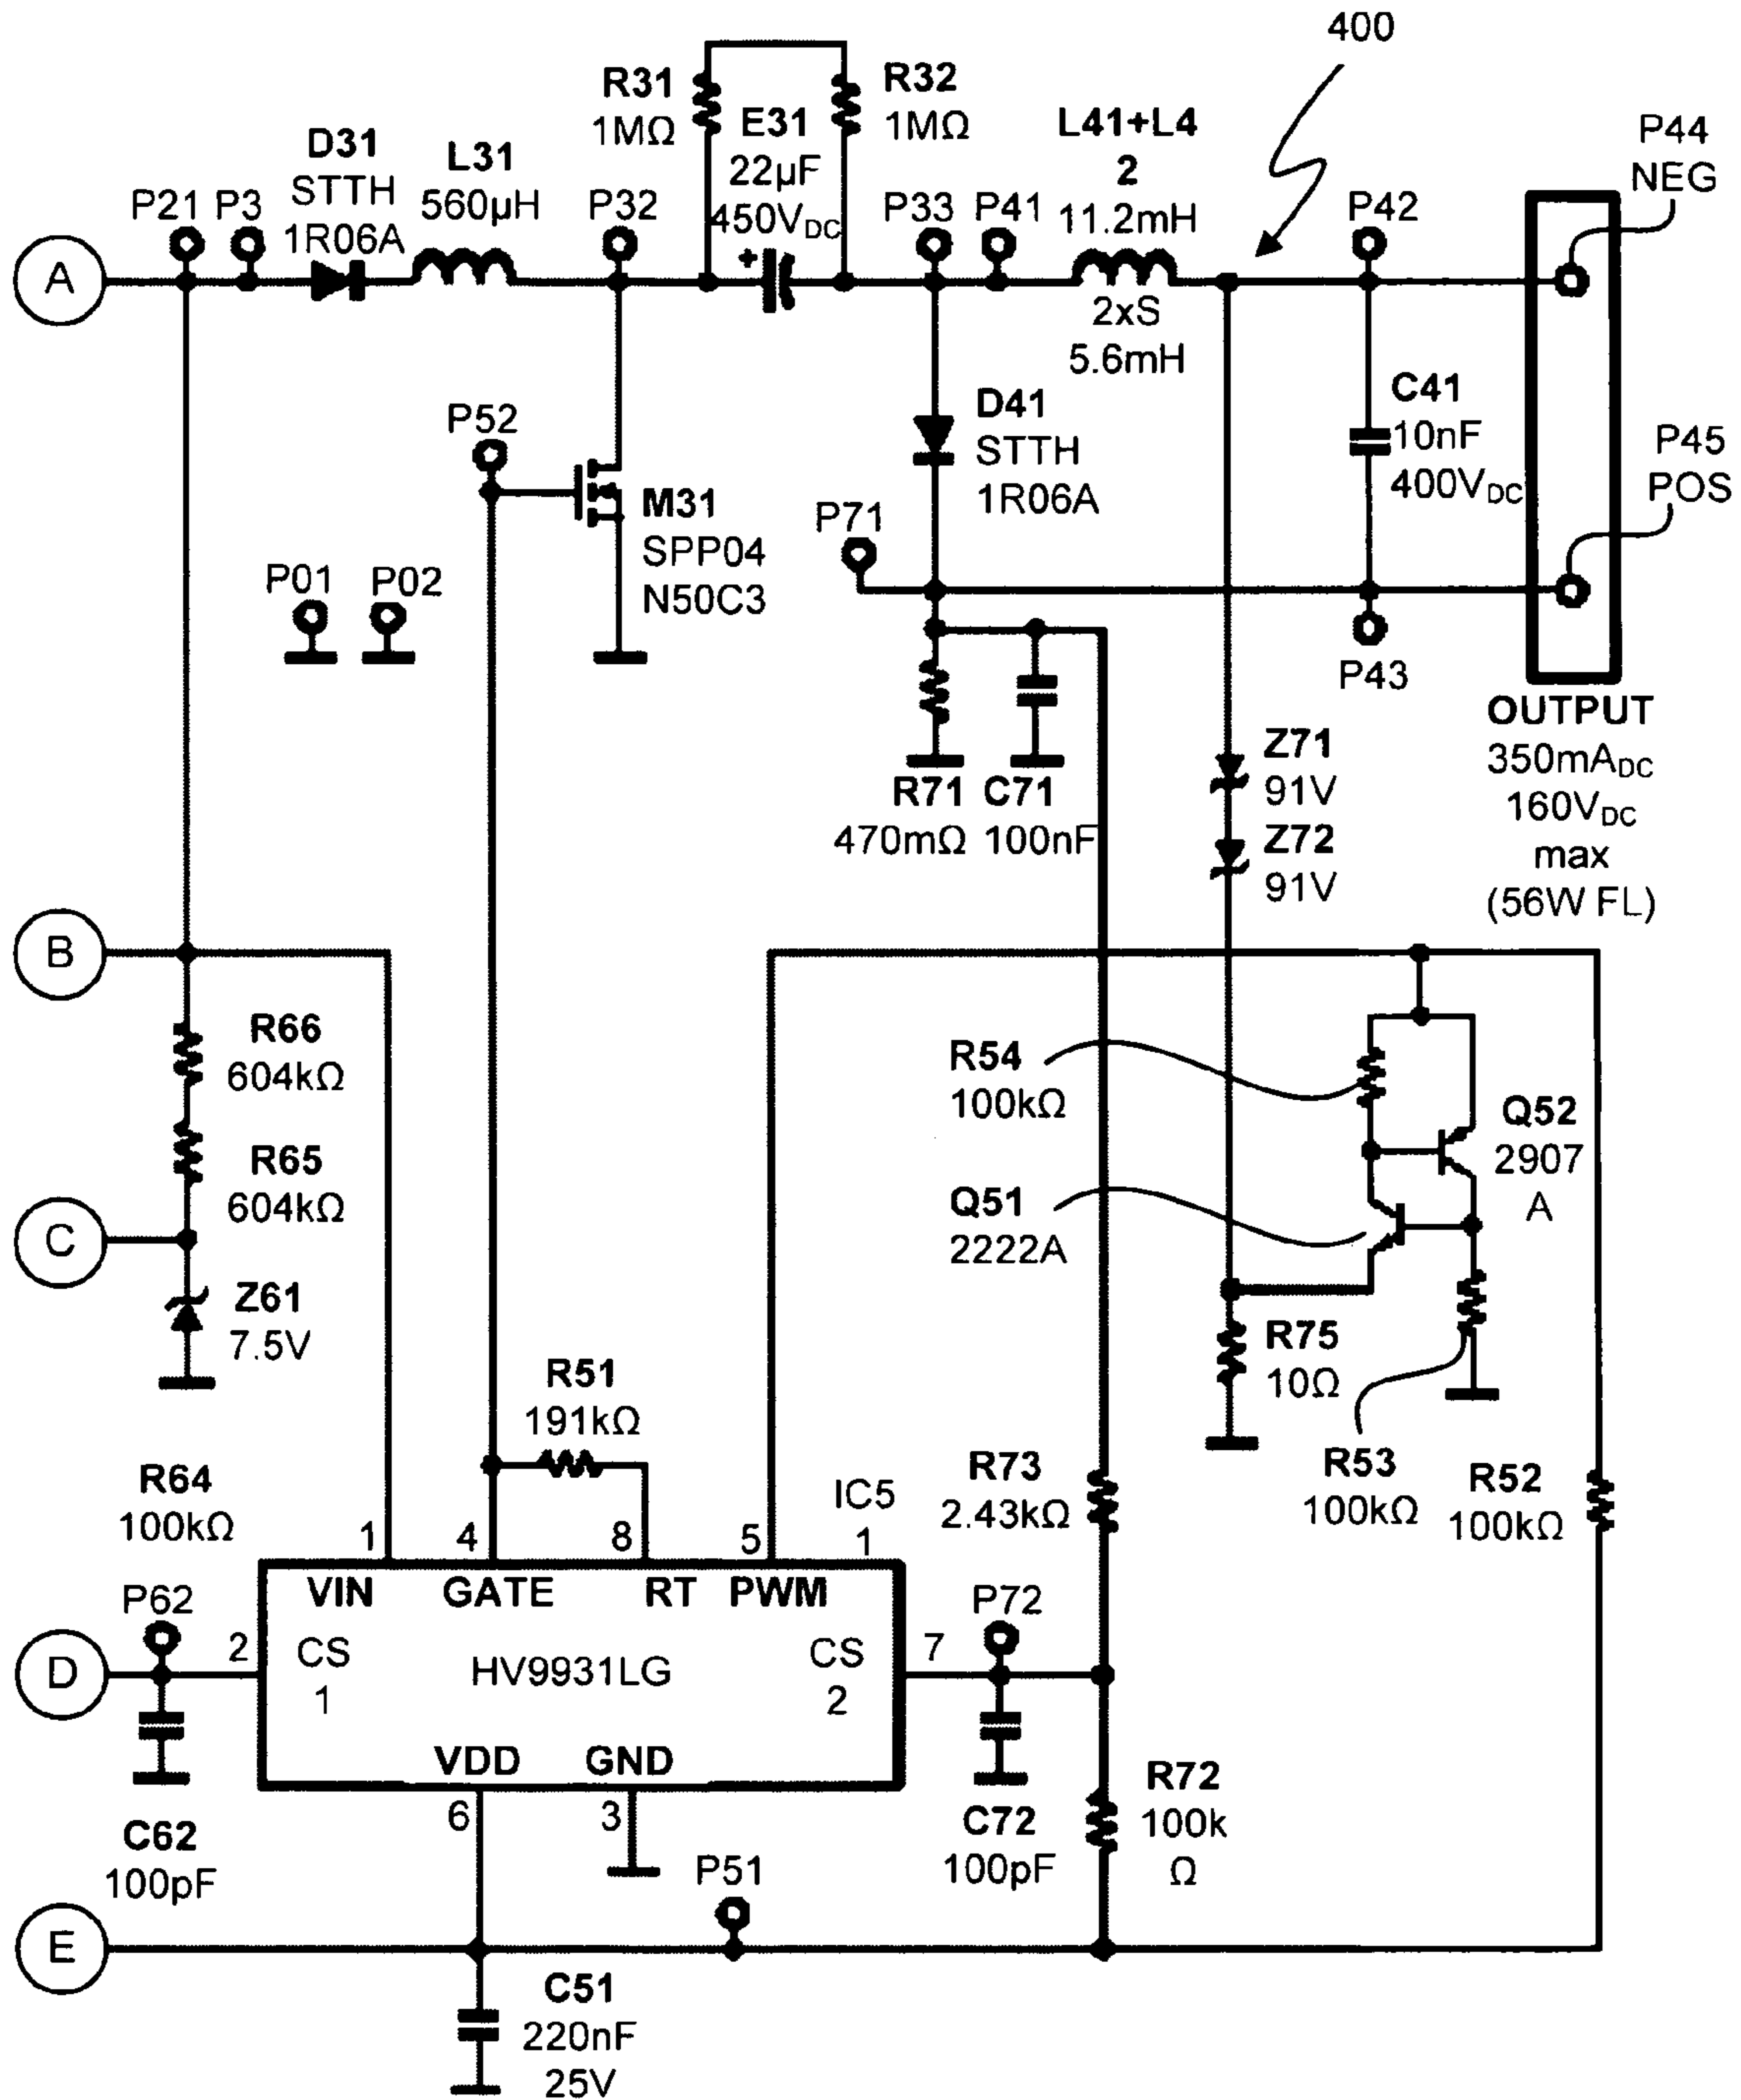 400
R31
1MΩ
R32
1MΩ
E31
22µF
450VDC
D31
STTH
1R06A
L31
560µH
L41+L4
2
11.2mH
2xS
5.6mH
P44
NEG
P21
P3
P32
P33
P41
P42
A
P52
M31
SPP04
N50C3
D41
STTH
1R06A
C41
10nF
400VDC
P45
POS
P71
P01
P02
P43
R71
470mΩ
C71
100nF
Z71
91V
Z72
91V
OUTPUT
350mADC
160VDC
max
(56W FL)
B
R66
604kΩ
R65
604kΩ
R54
100kΩ
Q52
2907
A
Q51
2222A
C
Z61
7.5V
R75
10Ω
R51
191kΩ
R53
100kΩ
R52
100kΩ
R73
2.43kΩ
R64
100kΩ
IC5
1
1
4
8
5
VIN
GATE
RT
PWM
P62
P72
D
2
CS
1
HV9931LG
CS
2
7
VDD
GND
6
3
C62
100pF
C72
100pF
R72
100k
Ω
P51
E
C51
220nF
25V